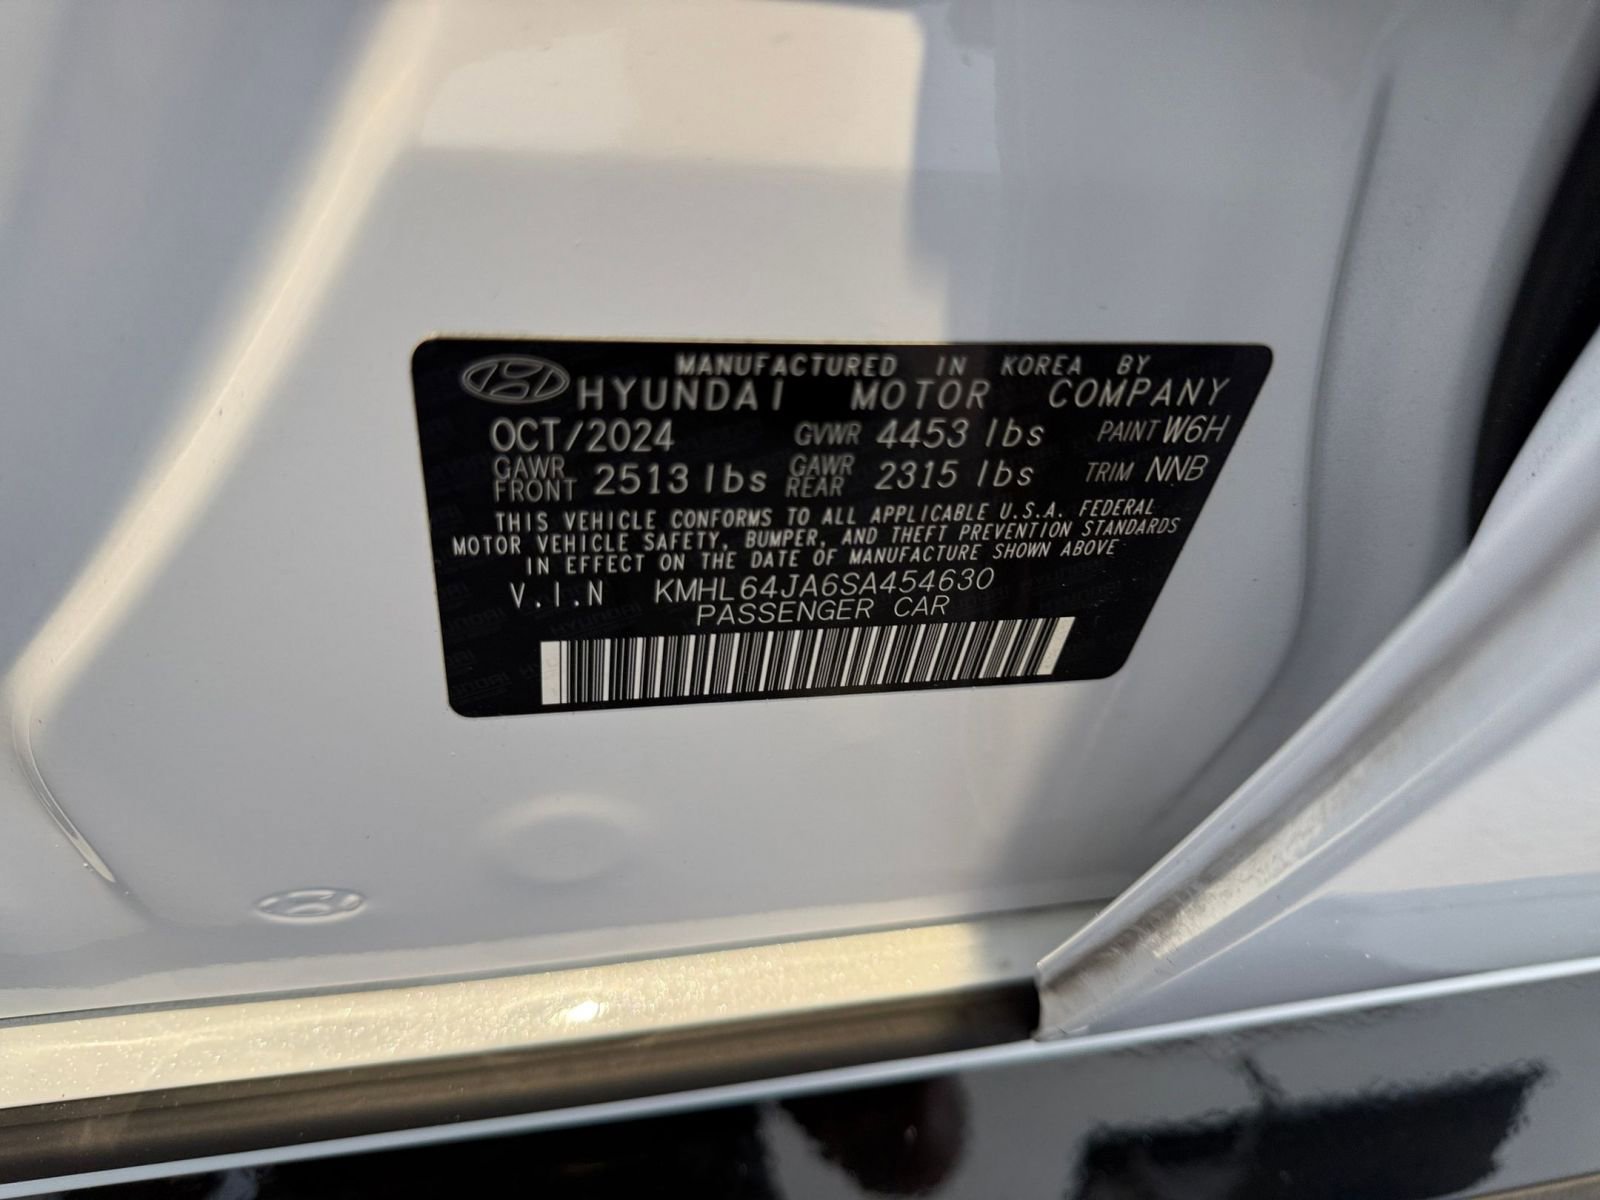 MANUFACTURED IN KOREA BY
HYUNDAI MOTOR COMPANY
OCT/2024 GVWR 4453 lbs PAINT W6H
GAWR FRONT 2513 lbs GAWR REAR 2315 lbs TRIM NNB
THIS VEHICLE CONFORMS TO ALL APPLICABLE U.S.A. FEDERAL
MOTOR VEHICLE SAFETY, BUMPER, AND THEFT PREVENTION STANDARDS
IN EFFECT ON THE DATE OF MANUFACTURE SHOWN ABOVE
V.I.N KMHL64JA6SA454630
PASSENGER CAR